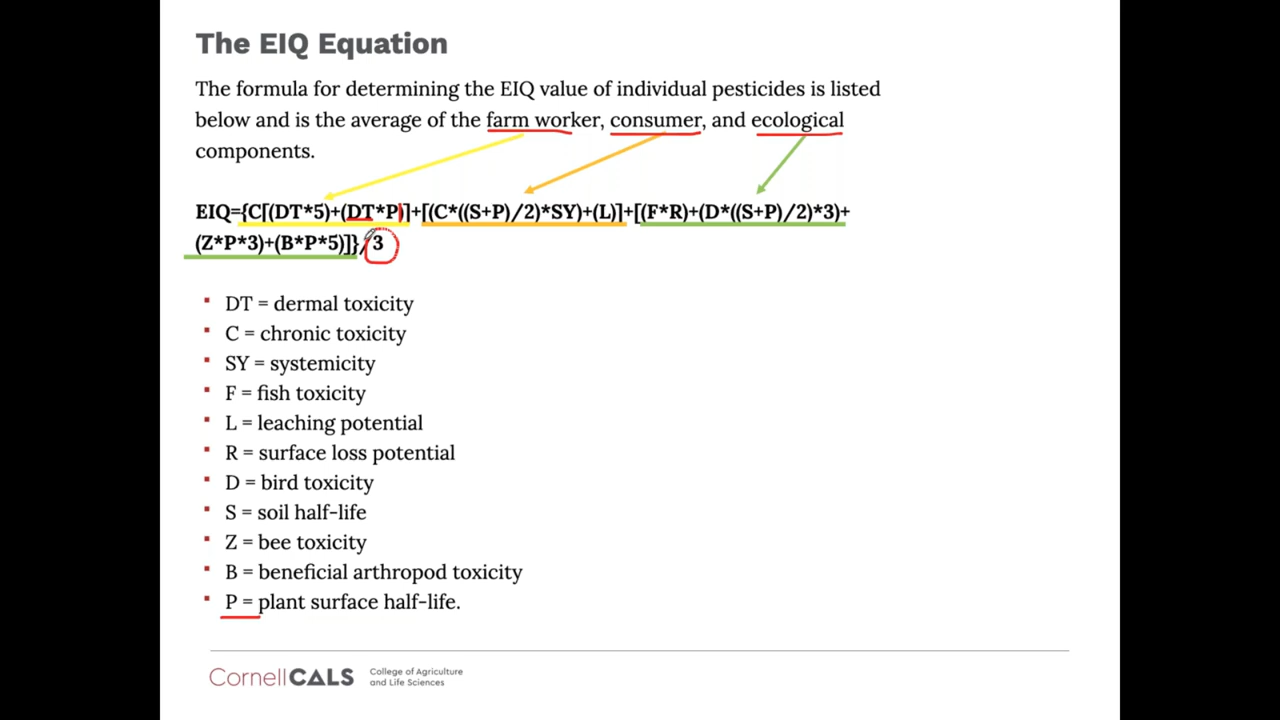 The EIQ Equation
The formula for determining the EIQ value of individual pesticides is listed
below and is the average of the farm worker, consumer, and ecological
components.
EIQ={C[(DT*5)+(DT*P)]+[(C*((S+P)/2)*SY)+(L)]+[(F*R)+(D*((S+P)/2)*3)+
(Z*P*3)+(B*P*5)]}/3
▪ DT = dermal toxicity
▪ C = chronic toxicity
▪ SY = systemicity
▪ F = fish toxicity
▪ L = leaching potential
▪ R = surface loss potential
▪ D = bird toxicity
▪ S = soil half-life
▪ Z = bee toxicity
▪ B = beneficial arthropod toxicity
▪ P = plant surface half-life.
CornellCALS
College of Agriculture
and Life Sciences